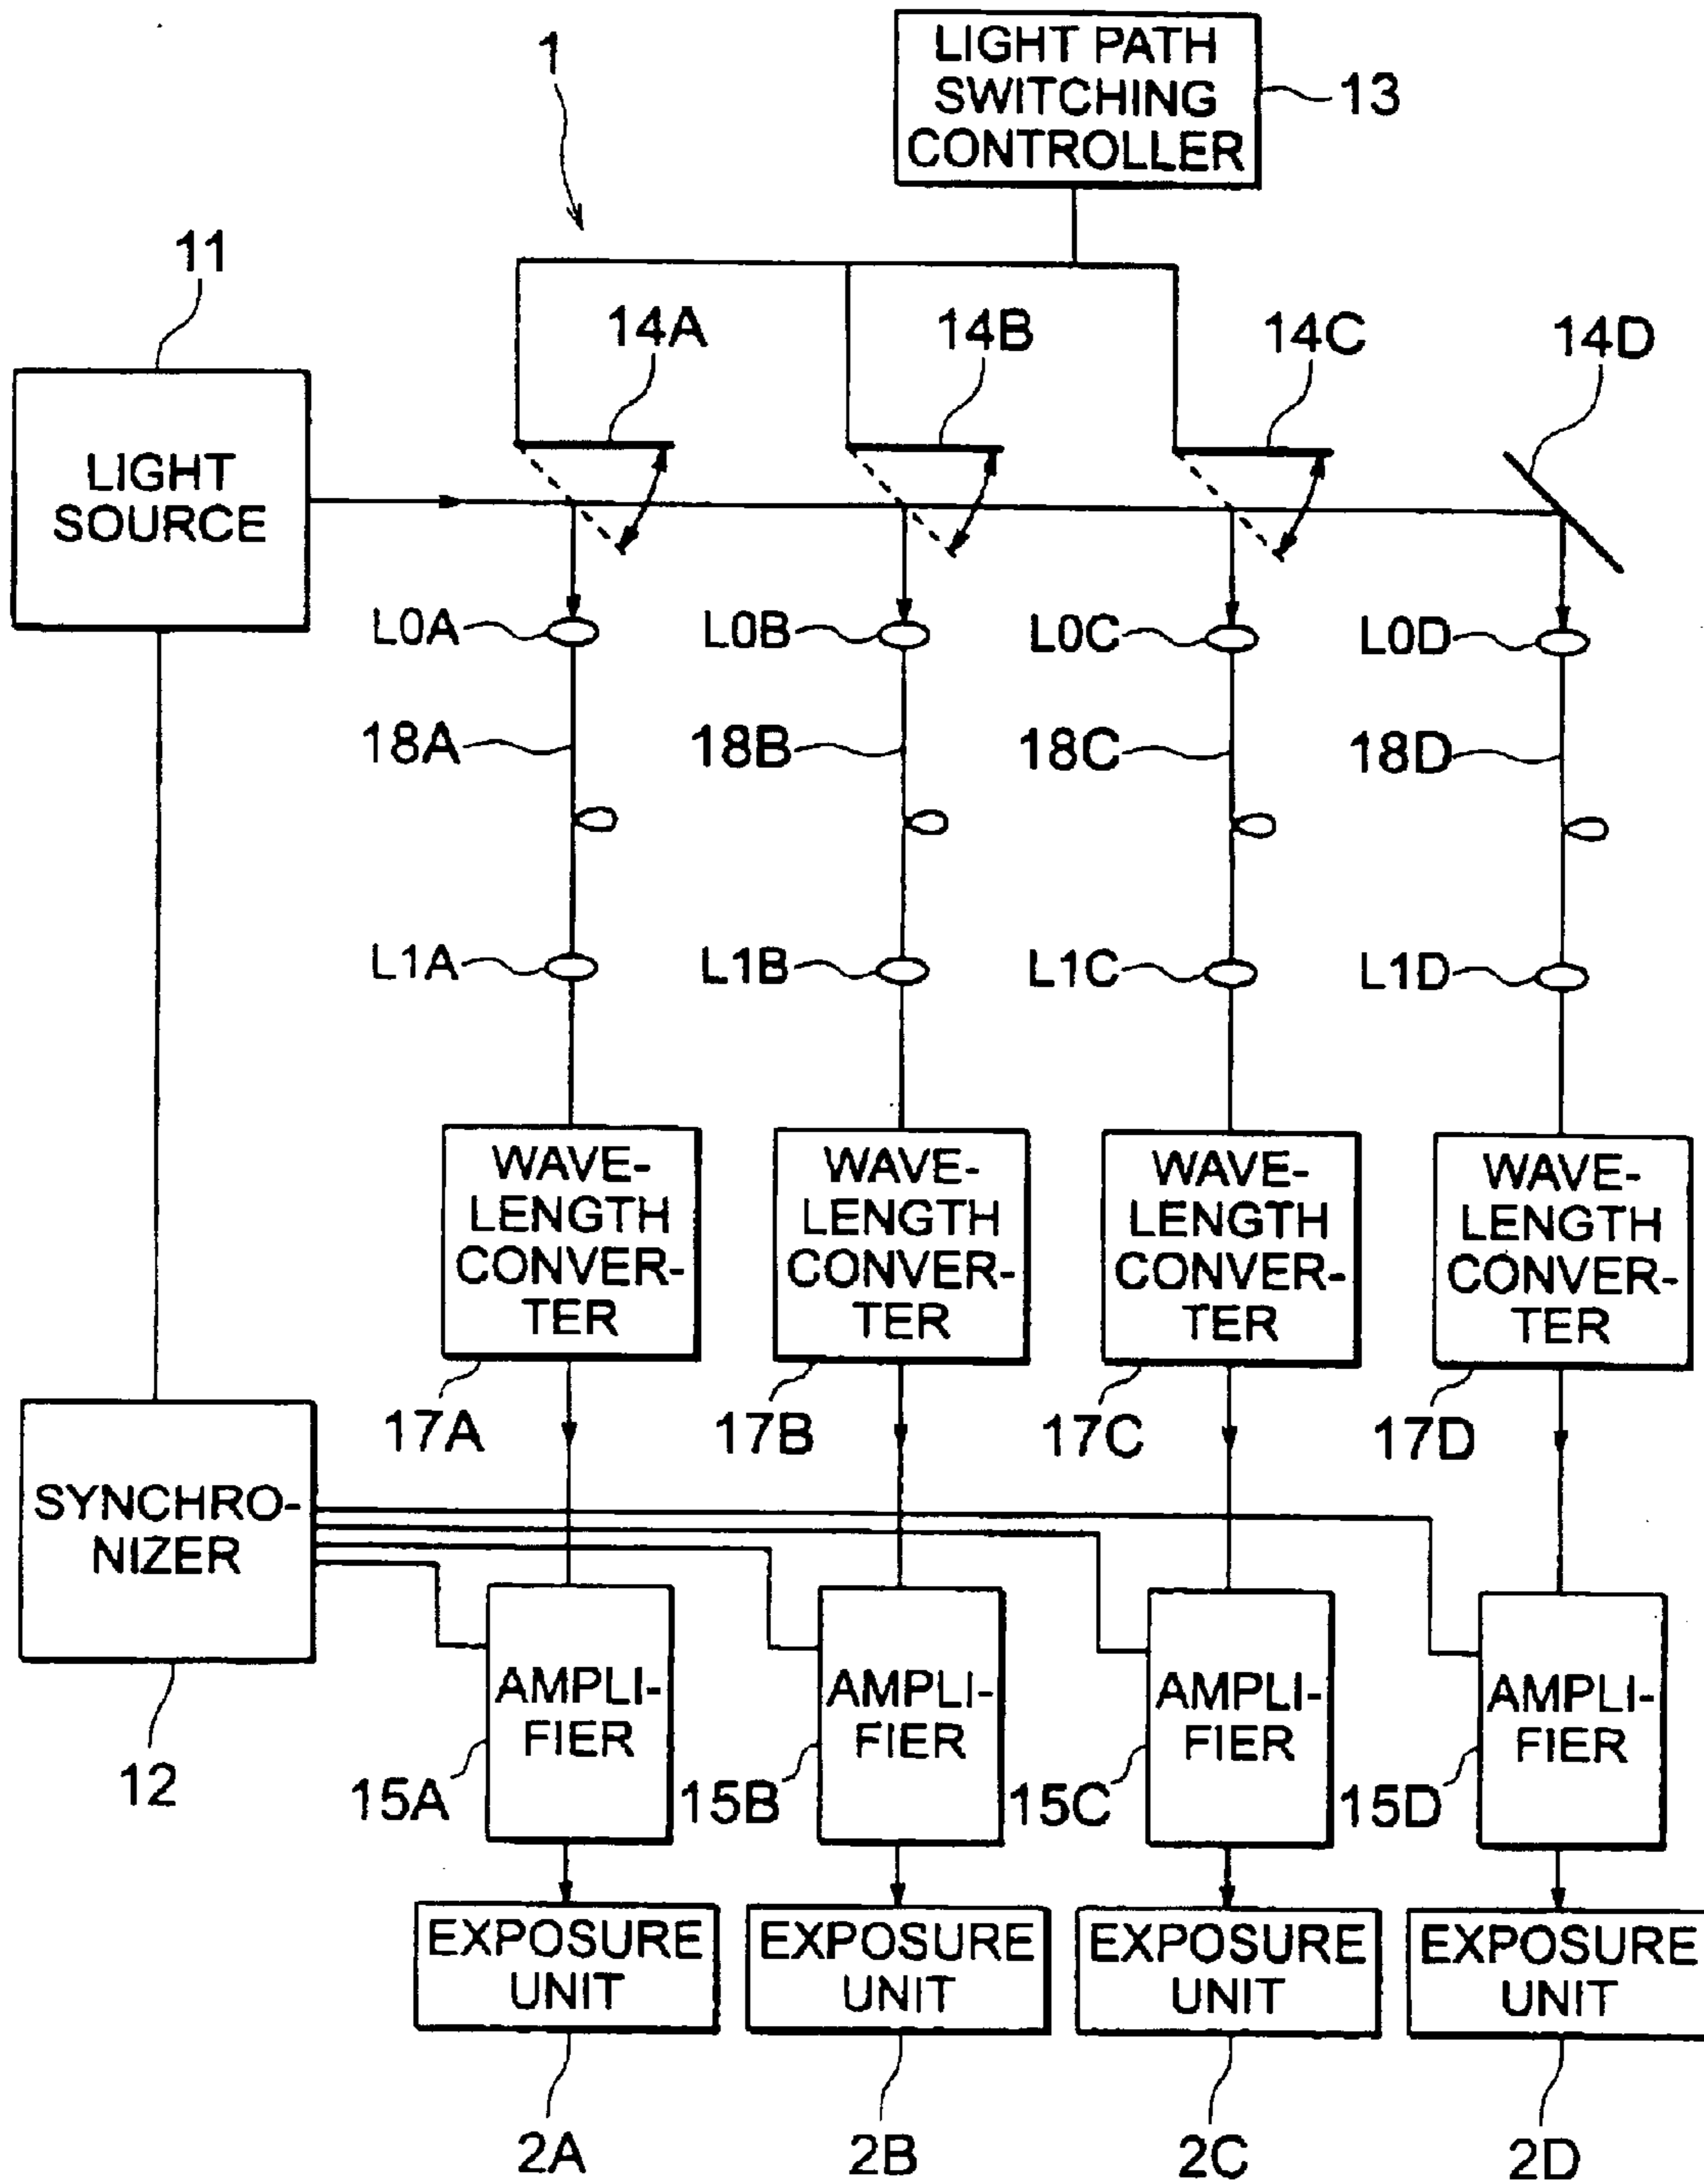 LIGHT PATH
SWITCHING
CONTROLLER
13
1
11
14A
14B
14C
14D
LIGHT
SOURCE
L0A
L0B
L0C
L0D
18A
18B
18C
18D
L1A
L1B
L1C
L1D
WAVE-
LENGTH
CONVER-
TER
WAVE-
LENGTH
CONVER-
TER
WAVE-
LENGTH
CONVER-
TER
WAVE-
LENGTH
CONVER-
TER
17A
17B
17C
17D
SYNCHRO-
NIZER
12
AMPLI-
FIER
AMPLI-
FIER
AMPLI-
FIER
AMPLI-
FIER
15A
15B
15C
15D
EXPOSURE
UNIT
EXPOSURE
UNIT
EXPOSURE
UNIT
EXPOSURE
UNIT
2A
2B
2C
2D